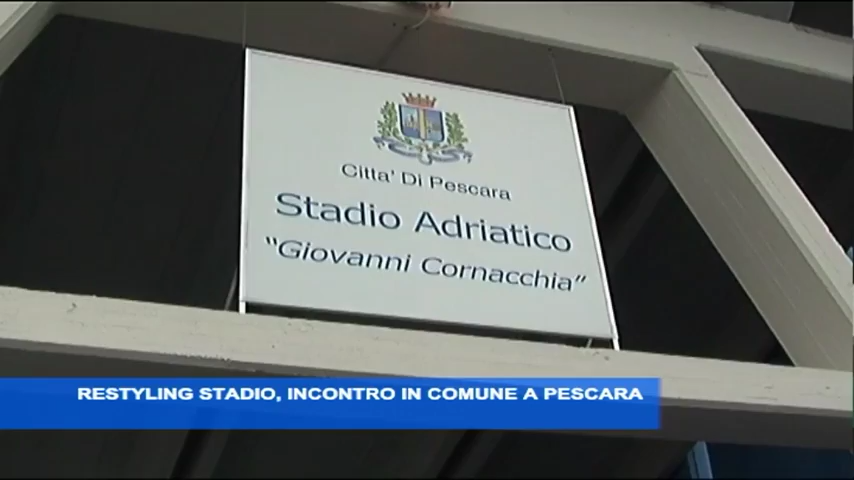 Citta' Di Pescara
Stadio Adriatico
"Giovanni Cornacchia"
RESTYLING STADIO, INCONTRO IN COMUNE A PESCARA